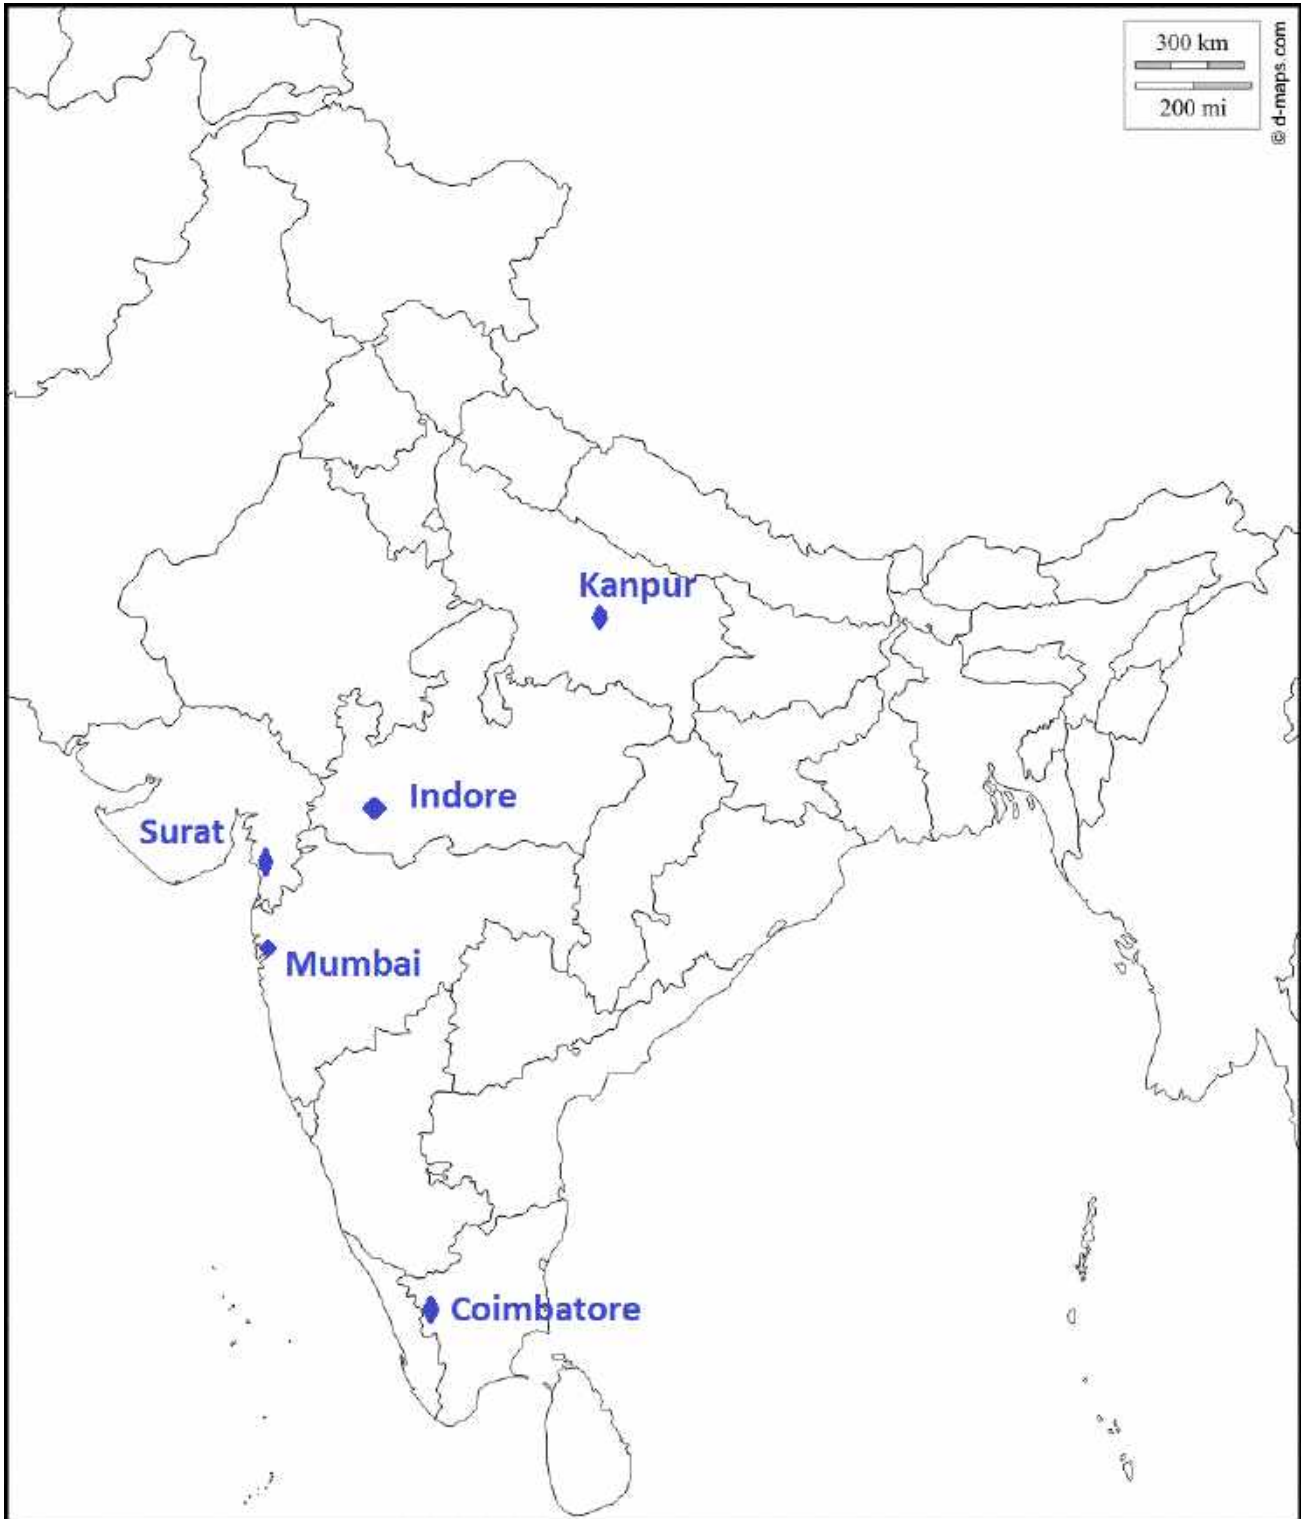 300 km
200 mi
© d-maps.com
Kanpur
Indore
Surat
Mumbai
Coimbatore